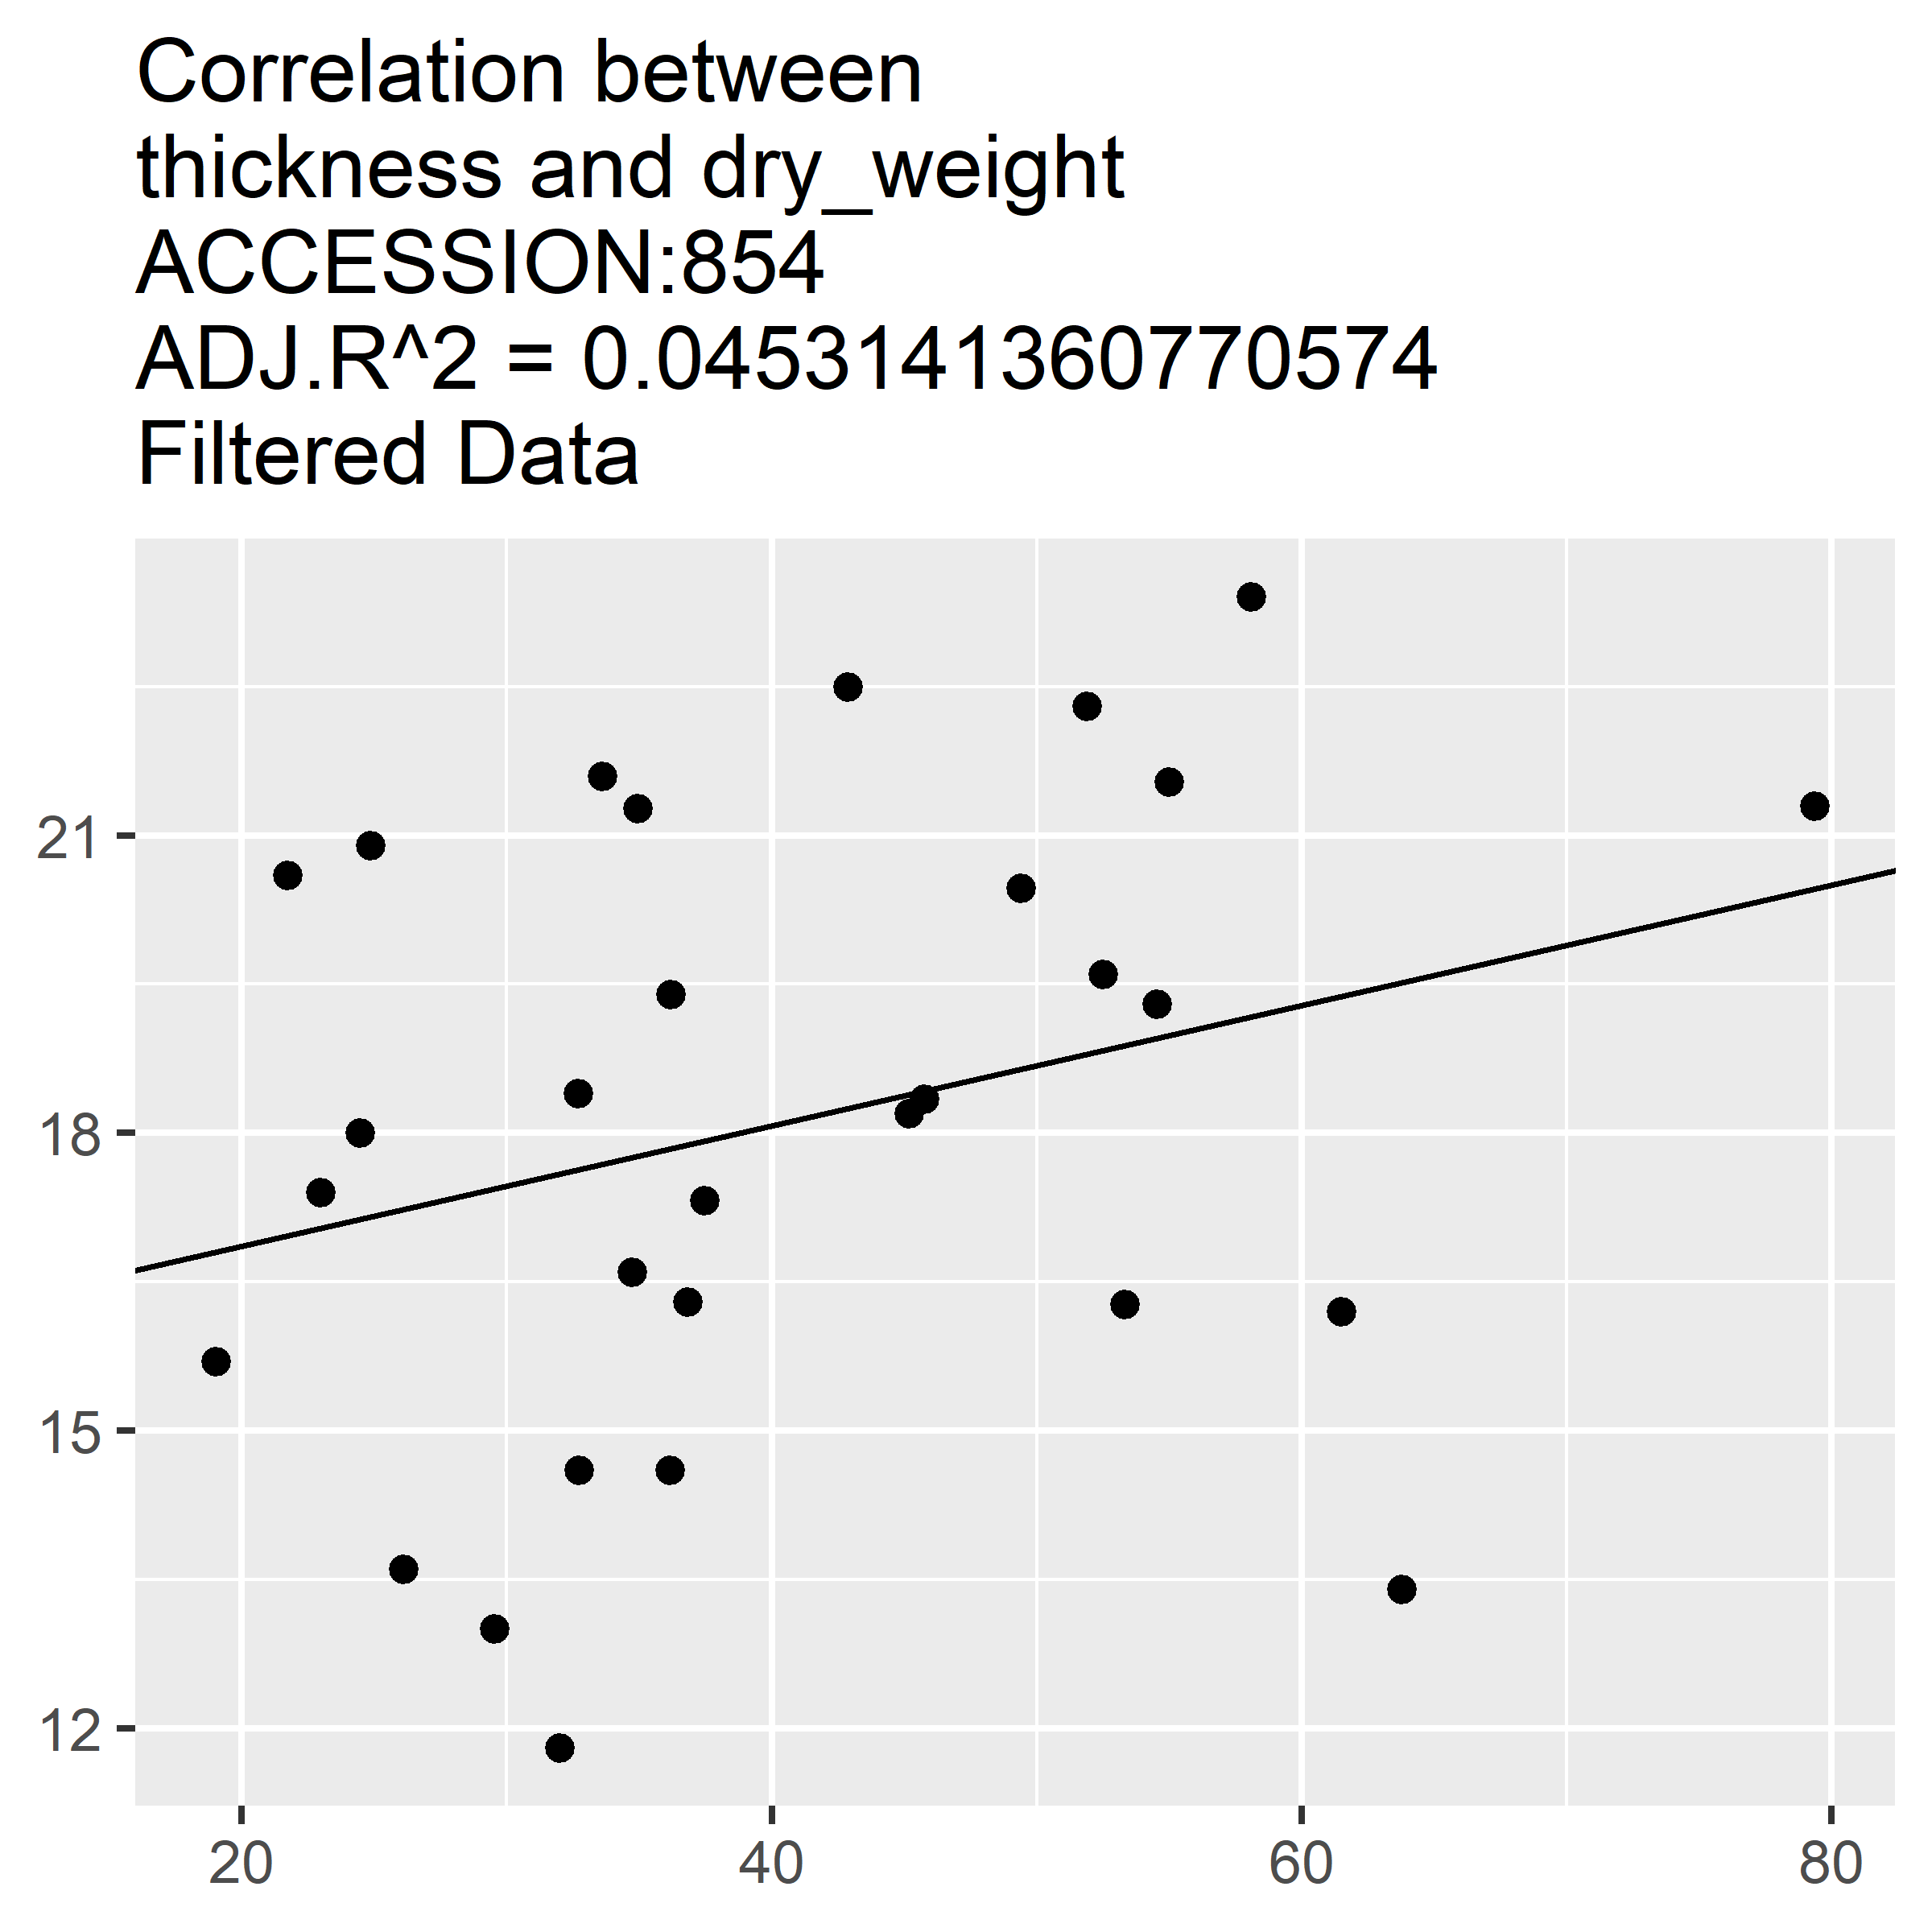 Correlation between
thickness and dry_weight
ACCESSION:854
ADJ.R^2 = 0.0453141360770574
Filtered Data
21
18
15
12
20 40 60 80